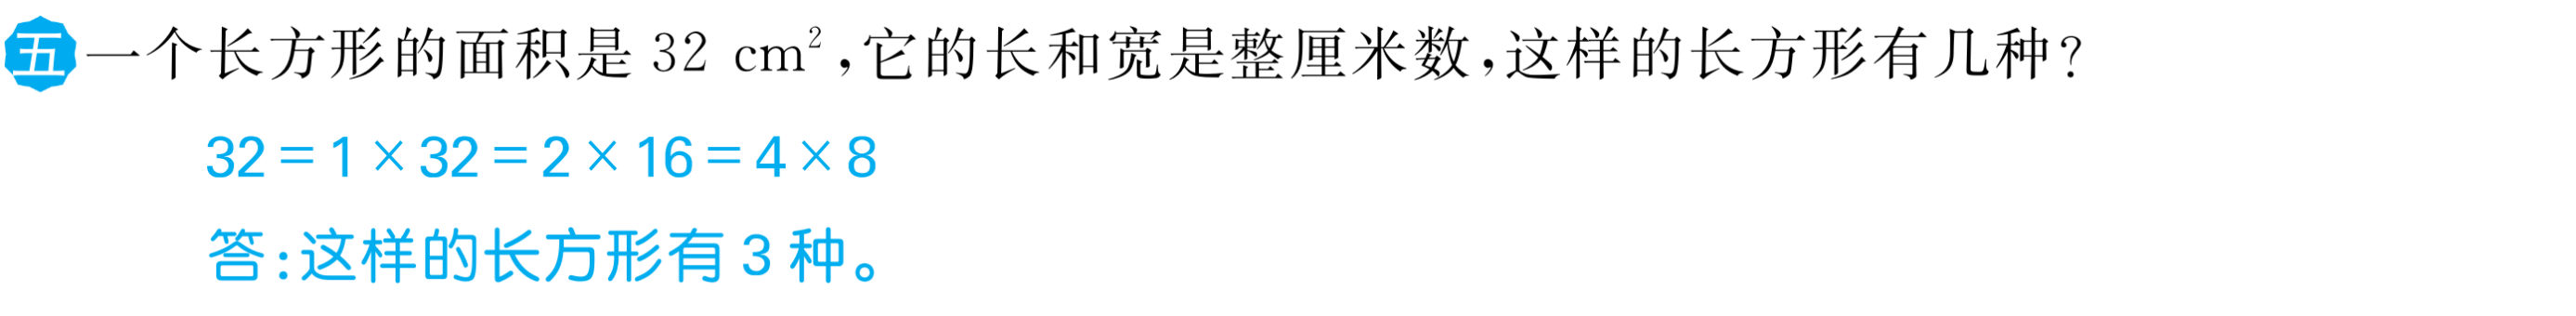 五 一个长方形的面积是 32 cm²,它的长和宽是整厘米数,这样的长方形有几种?
32=1×32=2×16=4×8
答:这样的长方形有3种。